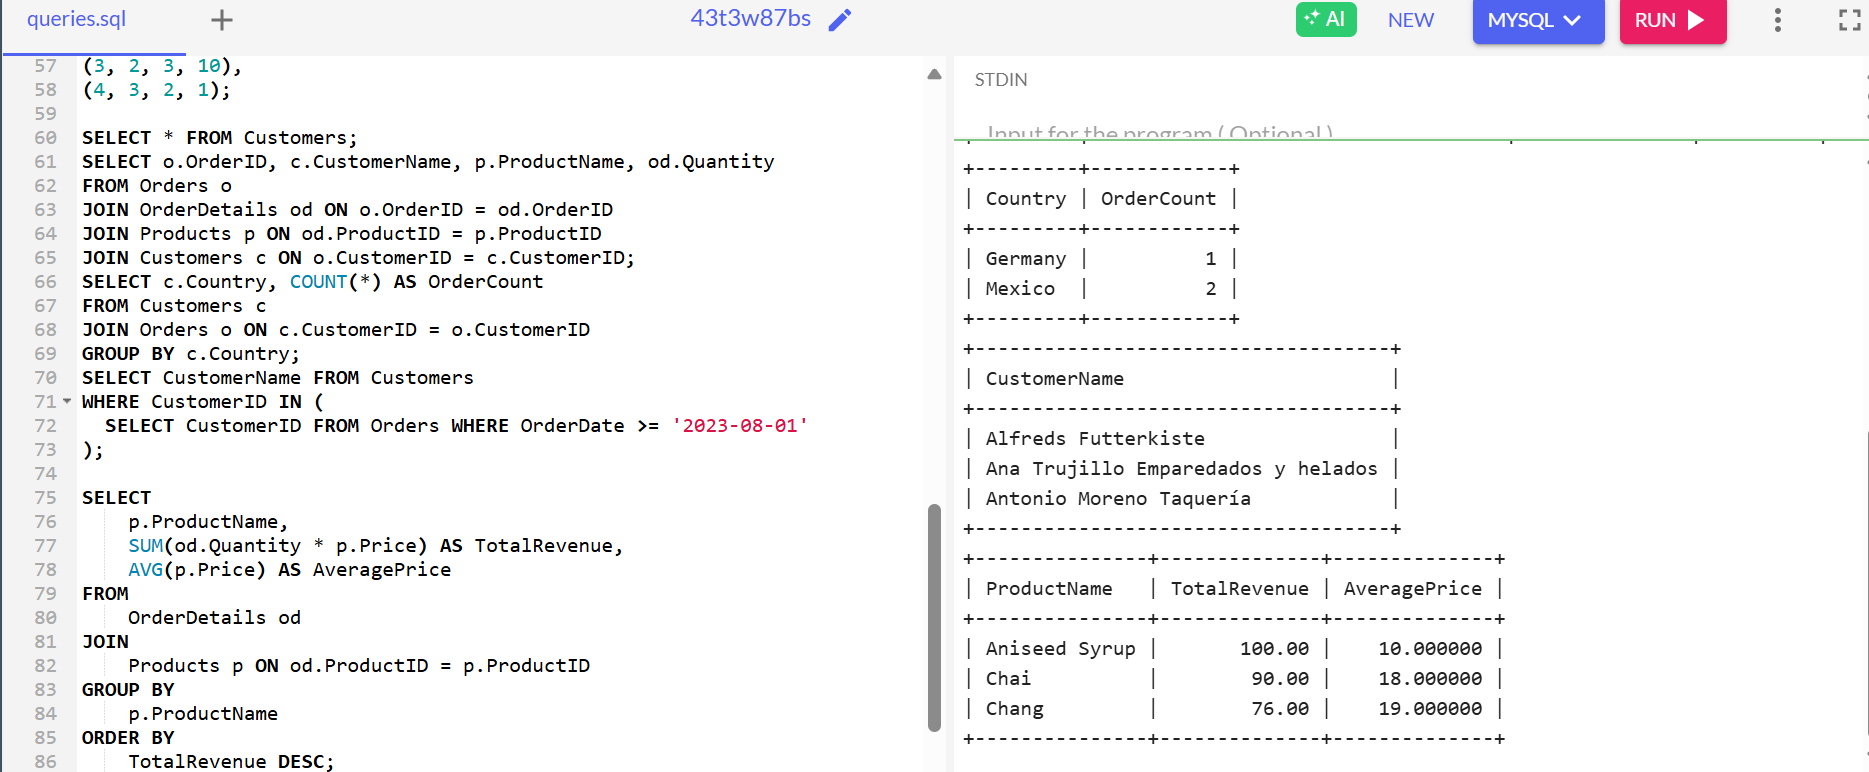 queries.sql + 43t3w87bs AI NEW MYSQL RUN
57 (3, 2, 3, 10),
58 (4, 3, 2, 1);
59
60 SELECT * FROM Customers;
61 SELECT o.OrderID, c.CustomerName, p.ProductName, od.Quantity
62 FROM Orders o
63 JOIN OrderDetails od ON o.OrderID = od.OrderID
64 JOIN Products p ON od.ProductID = p.ProductID
65 JOIN Customers c ON o.CustomerID = c.CustomerID;
66 SELECT c.Country, COUNT(*) AS OrderCount
67 FROM Customers c
68 JOIN Orders o ON c.CustomerID = o.CustomerID
69 GROUP BY c.Country;
70 SELECT CustomerName FROM Customers
71 WHERE CustomerID IN (
72   SELECT CustomerID FROM Orders WHERE OrderDate >= '2023-08-01'
73 );
74
75 SELECT
76     p.ProductName,
77     SUM(od.Quantity * p.Price) AS TotalRevenue,
78     AVG(p.Price) AS AveragePrice
79 FROM
80     OrderDetails od
81 JOIN
82     Products p ON od.ProductID = p.ProductID
83 GROUP BY
84     p.ProductName
85 ORDER BY
86     TotalRevenue DESC;
STDIN
Input for the program ( Optional )
+---------+------------+
| Country | OrderCount |
+---------+------------+
| Germany |          1 |
| Mexico  |          2 |
+---------+------------+
+------------------------------------+
| CustomerName                       |
+------------------------------------+
| Alfreds Futterkiste                |
| Ana Trujillo Emparedados y helados |
| Antonio Moreno Taquería            |
+------------------------------------+
+---------------+--------------+--------------+
| ProductName   | TotalRevenue | AveragePrice |
+---------------+--------------+--------------+
| Aniseed Syrup |       100.00 |    10.000000 |
| Chai          |        90.00 |    18.000000 |
| Chang         |        76.00 |    19.000000 |
+---------------+--------------+--------------+